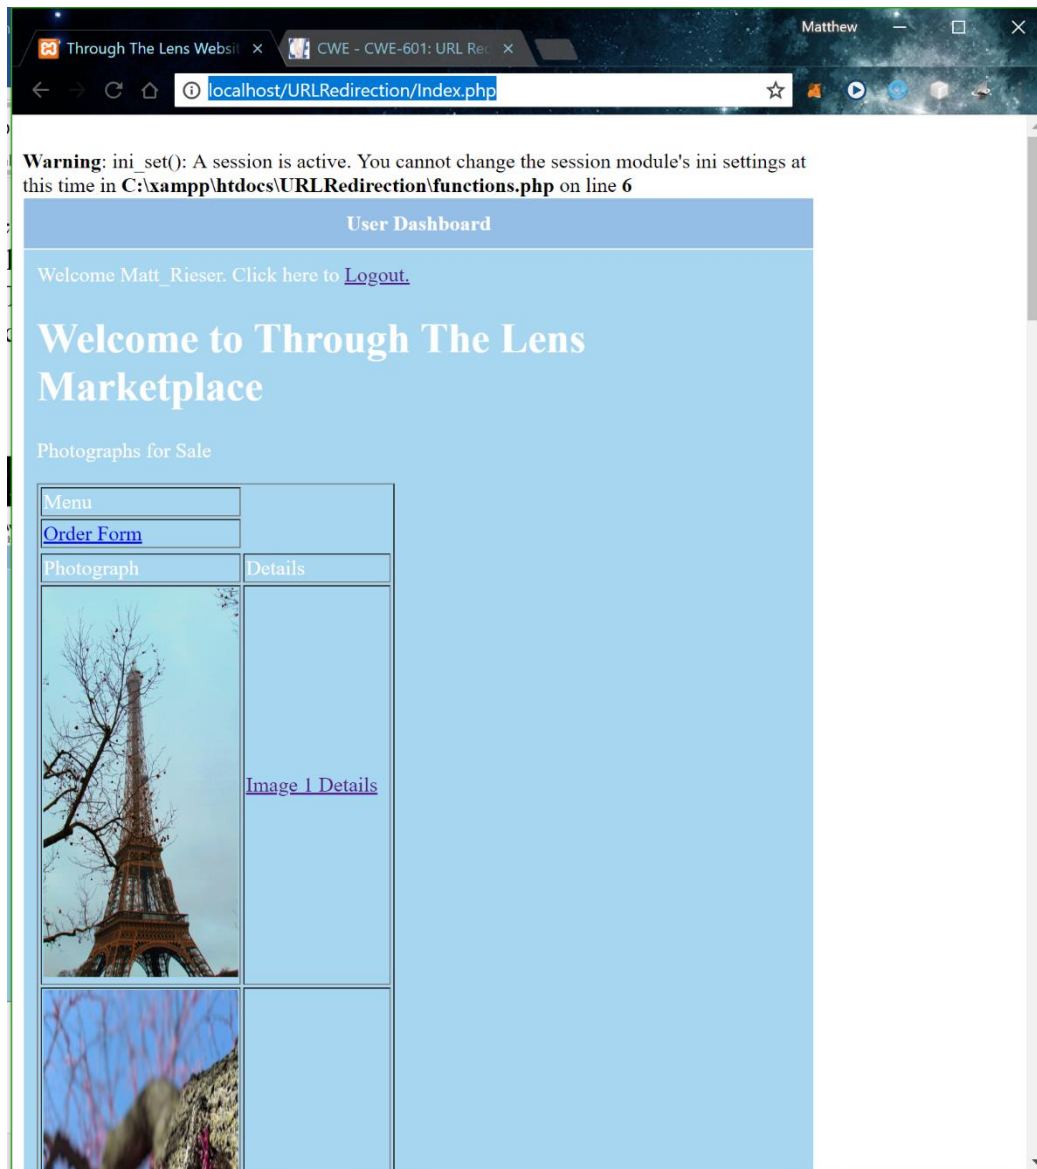 Matthew
Through The Lens Websit
CWE - CWE-601: URL Rec
localhost/URLRedirection/Index.php
Warning: ini_set(): A session is active. You cannot change the session module's ini settings at
this time in C:\xampp\htdocs\URLRedirection\functions.php on line 6
User Dashboard
Welcome Matt_Rieser. Click here to Logout.
Welcome to Through The Lens
Marketplace
Photographs for Sale
Menu
Order Form
Photograph Details
Image 1 Details